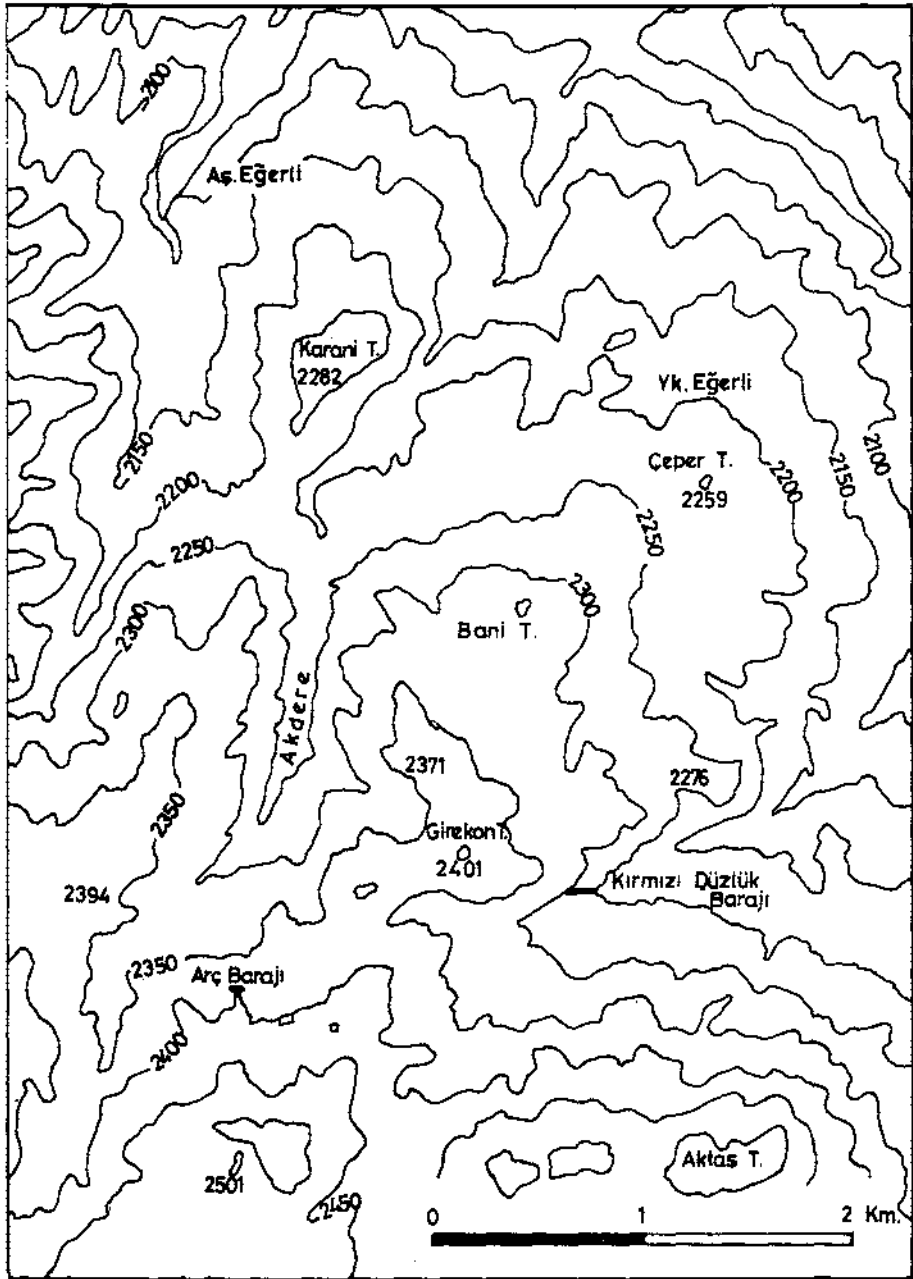 2100
Aş. Eğerli
Karani T.
2282
Yk. Eğerli
2150
2200
2250
2300
Çeper T.
2259
2200
2150
2100
2250
2300
Bani T.
Akdere
2371
2276
2350
Girekon T.
2401
2394
Kırmızı Düzlük
Barajı
2350
Arç Barajı
2400
Aktaş T.
2501
2450
0 1 2 Km.